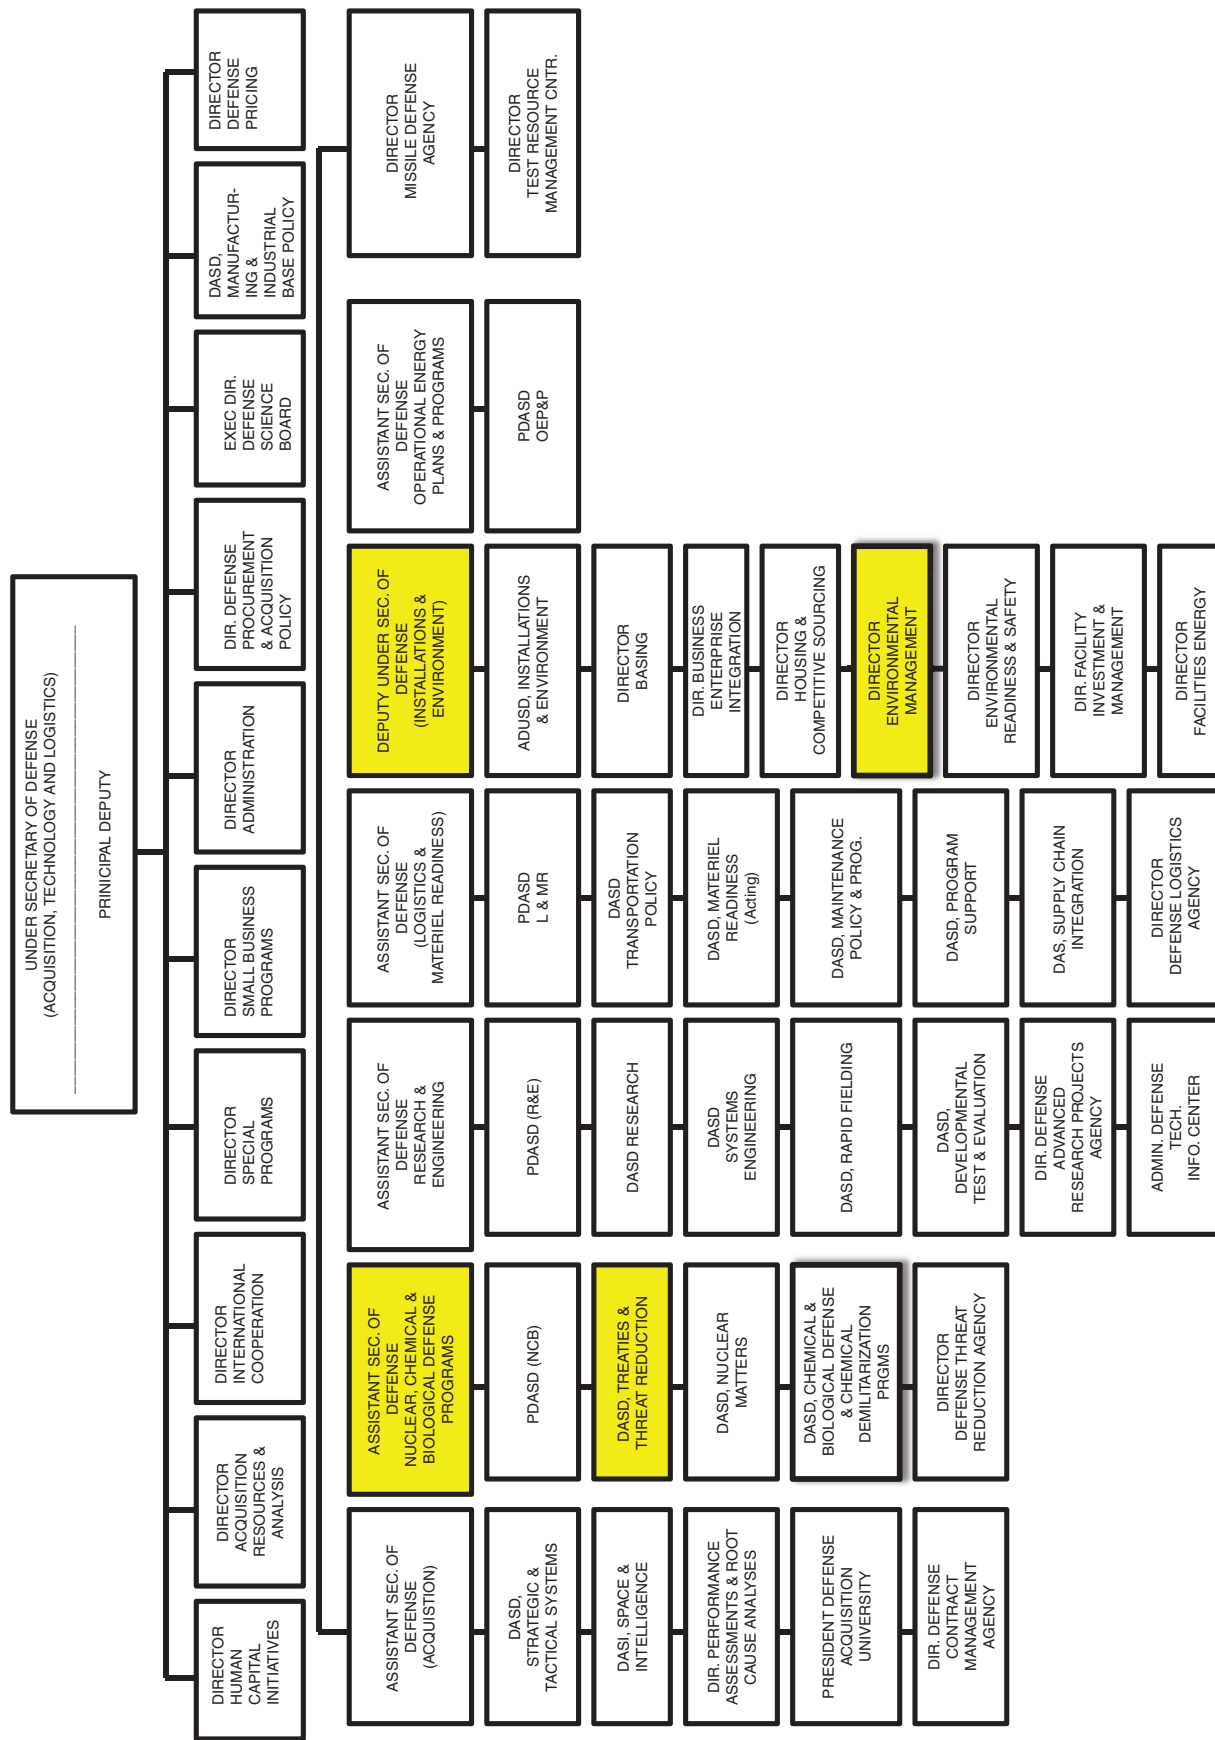 UNDER SECRETARY OF DEFENSE
(ACQUISITION, TECHNOLOGY AND LOGISTICS)
PRINICIPAL DEPUTY
DIRECTOR
HUMAN
CAPITAL
INITIATIVES
DIRECTOR
ACQUISITION
RESOURCES &
ANALYSIS
DIRECTOR
INTERNATIONAL
COOPERATION
DIRECTOR
SPECIAL
PROGRAMS
DIRECTOR
SMALL BUSINESS
PROGRAMS
DIRECTOR
ADMINISTRATION
DIR. DEFENSE
PROCUREMENT
& ACQUISITION
POLICY
EXEC DIR.
DEFENSE
SCIENCE
BOARD
DASD,
MANUFACTUR-
ING &
INDUSTRIAL
BASE POLICY
DIRECTOR
DEFENSE
PRICING
ASSISTANT SEC. OF
DEFENSE
(ACQUISTION)
DASD,
STRATEGIC &
TACTICAL SYSTEMS
DASI, SPACE &
INTELLIGENCE
DIR. PERFORMANCE
ASSESSMENTS & ROOT
CAUSE ANALYSES
PRESIDENT DEFENSE
ACQUISITION
UNIVERSITY
DIR. DEFENSE
CONTRACT
MANAGEMENT
AGENCY
ASSISTANT SEC. OF
DEFENSE
NUCLEAR, CHEMICAL &
BIOLOGICAL DEFENSE
PROGRAMS
PDASD (NCB)
DASD, TREATIES &
THREAT REDUCTION
DASD, NUCLEAR
MATTERS
DASD, CHEMICAL &
BIOLOGICAL DEFENSE
& CHEMICAL
DEMILITARIZATION
PRGMS
DIRECTOR
DEFENSE THREAT
REDUCTION AGENCY
ASSISTANT SEC. OF
DEFENSE
RESEARCH &
ENGINEERING
PDASD (R&E)
DASD RESEARCH
DASD
SYSTEMS
ENGINEERING
DASD, RAPID FIELDING
DASD,
DEVELOPMENTAL
TEST & EVALUATION
DIR. DEFENSE
ADVANCED
RESEARCH PROJECTS
AGENCY
ADMIN. DEFENSE
TECH.
INFO. CENTER
ASSISTANT SEC. OF
DEFENSE
(LOGISTICS &
MATERIEL READINESS)
PDASD
L & MR
DASD
TRANSPORTATION
POLICY
DASD, MATERIEL
READINESS
(Acting)
DASD, MAINTENANCE
POLICY & PROG.
DASD, PROGRAM
SUPPORT
DAS, SUPPLY CHAIN
INTEGRATION
DIRECTOR
DEFENSE LOGISTICS
AGENCY
DEPUTY UNDER SEC. OF
DEFENSE
(INSTALLATIONS &
ENVIRONMENT)
ADUSD, INSTALLATIONS
& ENVIRONMENT
DIRECTOR
BASING
DIR. BUSINESS
ENTERPRISE
INTEGRATION
DIRECTOR
HOUSING &
COMPETITIVE SOURCING
DIRECTOR
ENVIRONMENTAL
MANAGEMENT
DIRECTOR
ENVIRONMENTAL
READINESS & SAFETY
DIR. FACILITY
INVESTMENT &
MANAGEMENT
DIRECTOR
FACILITIES ENERGY
ASSISTANT SEC. OF
DEFENSE
OPERATIONAL ENERGY
PLANS & PROGRAMS
PDASD
OEP&P
DIRECTOR
MISSILE DEFENSE
AGENCY
DIRECTOR
TEST RESOURCE
MANAGEMENT CNTR.